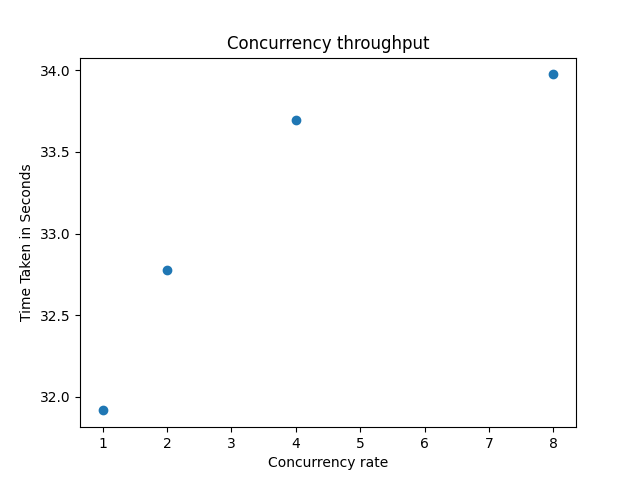 Concurrency throughput
34.0
33.5
33.0
32.5
32.0
Time Taken in Seconds
1 2 3 4 5 6 7 8
Concurrency rate